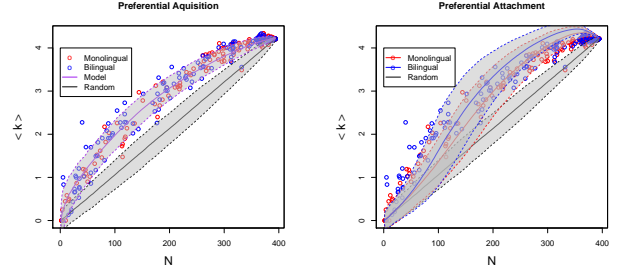 Preferential Aquisition
< k >
4
3
2
1
0
Monolingual
Bilingual
Model
Random
0 100 200 300 400
N
Preferential Attachment
< k >
4
3
2
1
0
Monolingual
Bilingual
Random
0 100 200 300 400
N